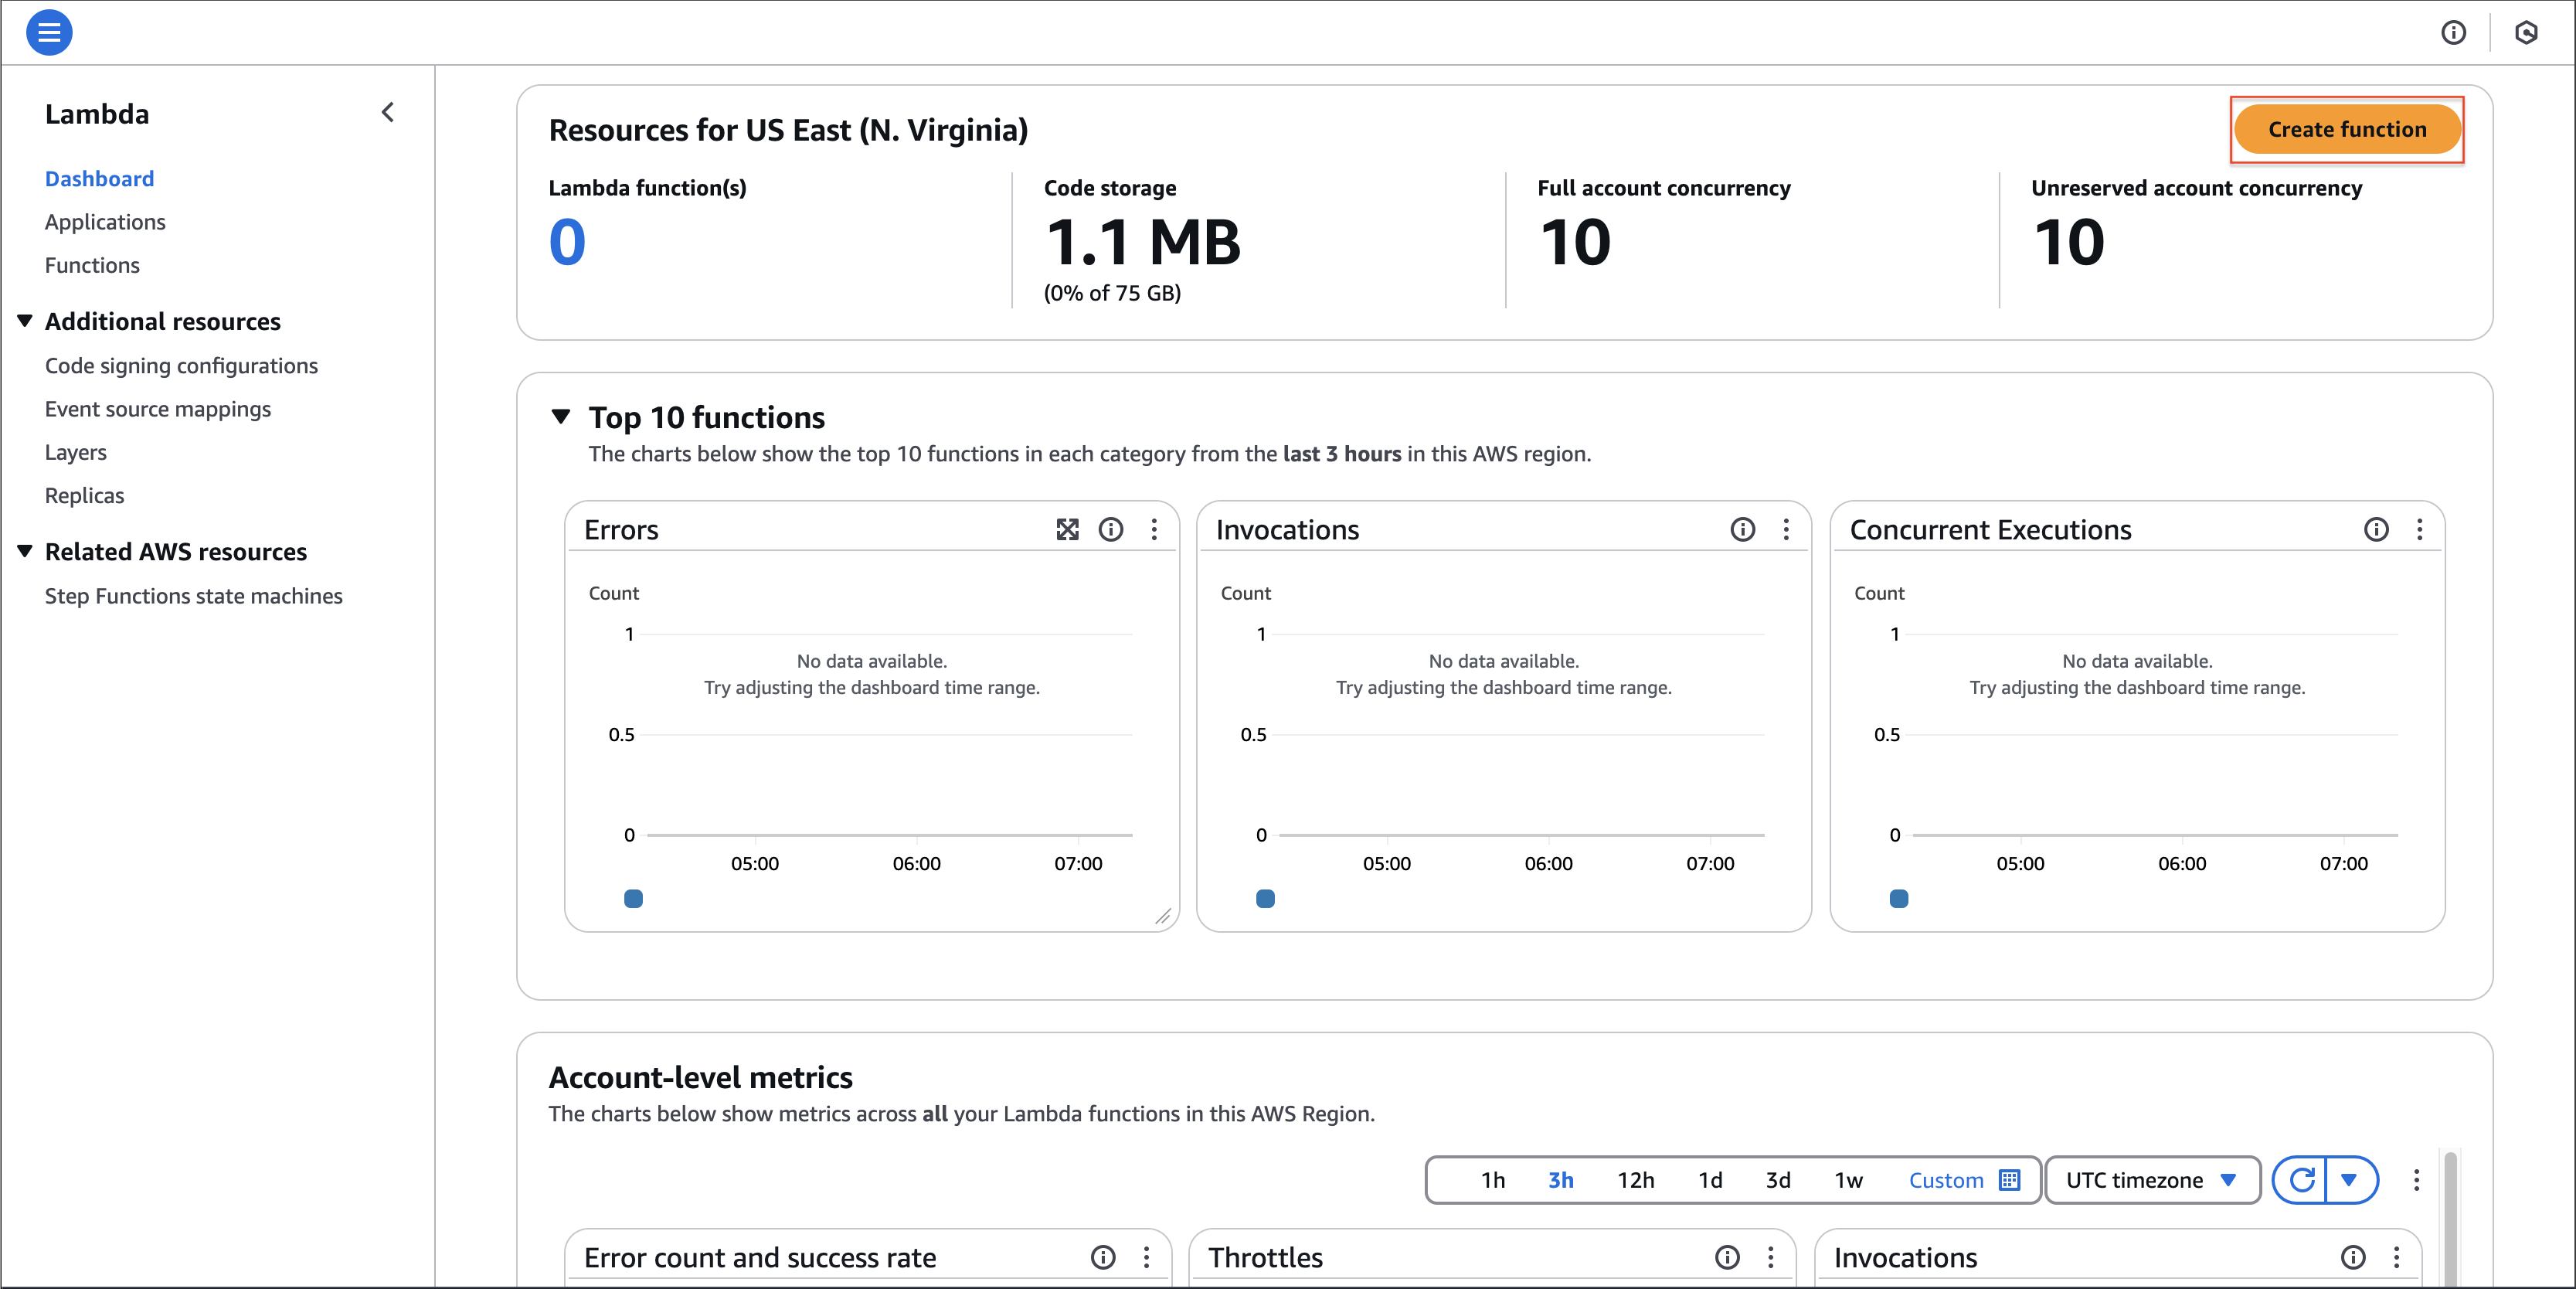 Lambda
Dashboard
Applications
Functions
Additional resources
Code signing configurations
Event source mappings
Layers
Replicas
Related AWS resources
Step Functions state machines
Resources for US East (N. Virginia)
Create function
Lambda function(s)
0
Code storage
1.1 MB
(0% of 75 GB)
Full account concurrency
10
Unreserved account concurrency
10
Top 10 functions
The charts below show the top 10 functions in each category from the last 3 hours in this AWS region.
Errors
Count
1
No data available.
Try adjusting the dashboard time range.
0.5
0
05:00 06:00 07:00
Invocations
Count
1
No data available.
Try adjusting the dashboard time range.
0.5
0
05:00 06:00 07:00
Concurrent Executions
Count
1
No data available.
Try adjusting the dashboard time range.
0.5
0
05:00 06:00 07:00
Account-level metrics
The charts below show metrics across all your Lambda functions in this AWS Region.
1h 3h 12h 1d 3d 1w Custom UTC timezone
Error count and success rate
Throttles
Invocations